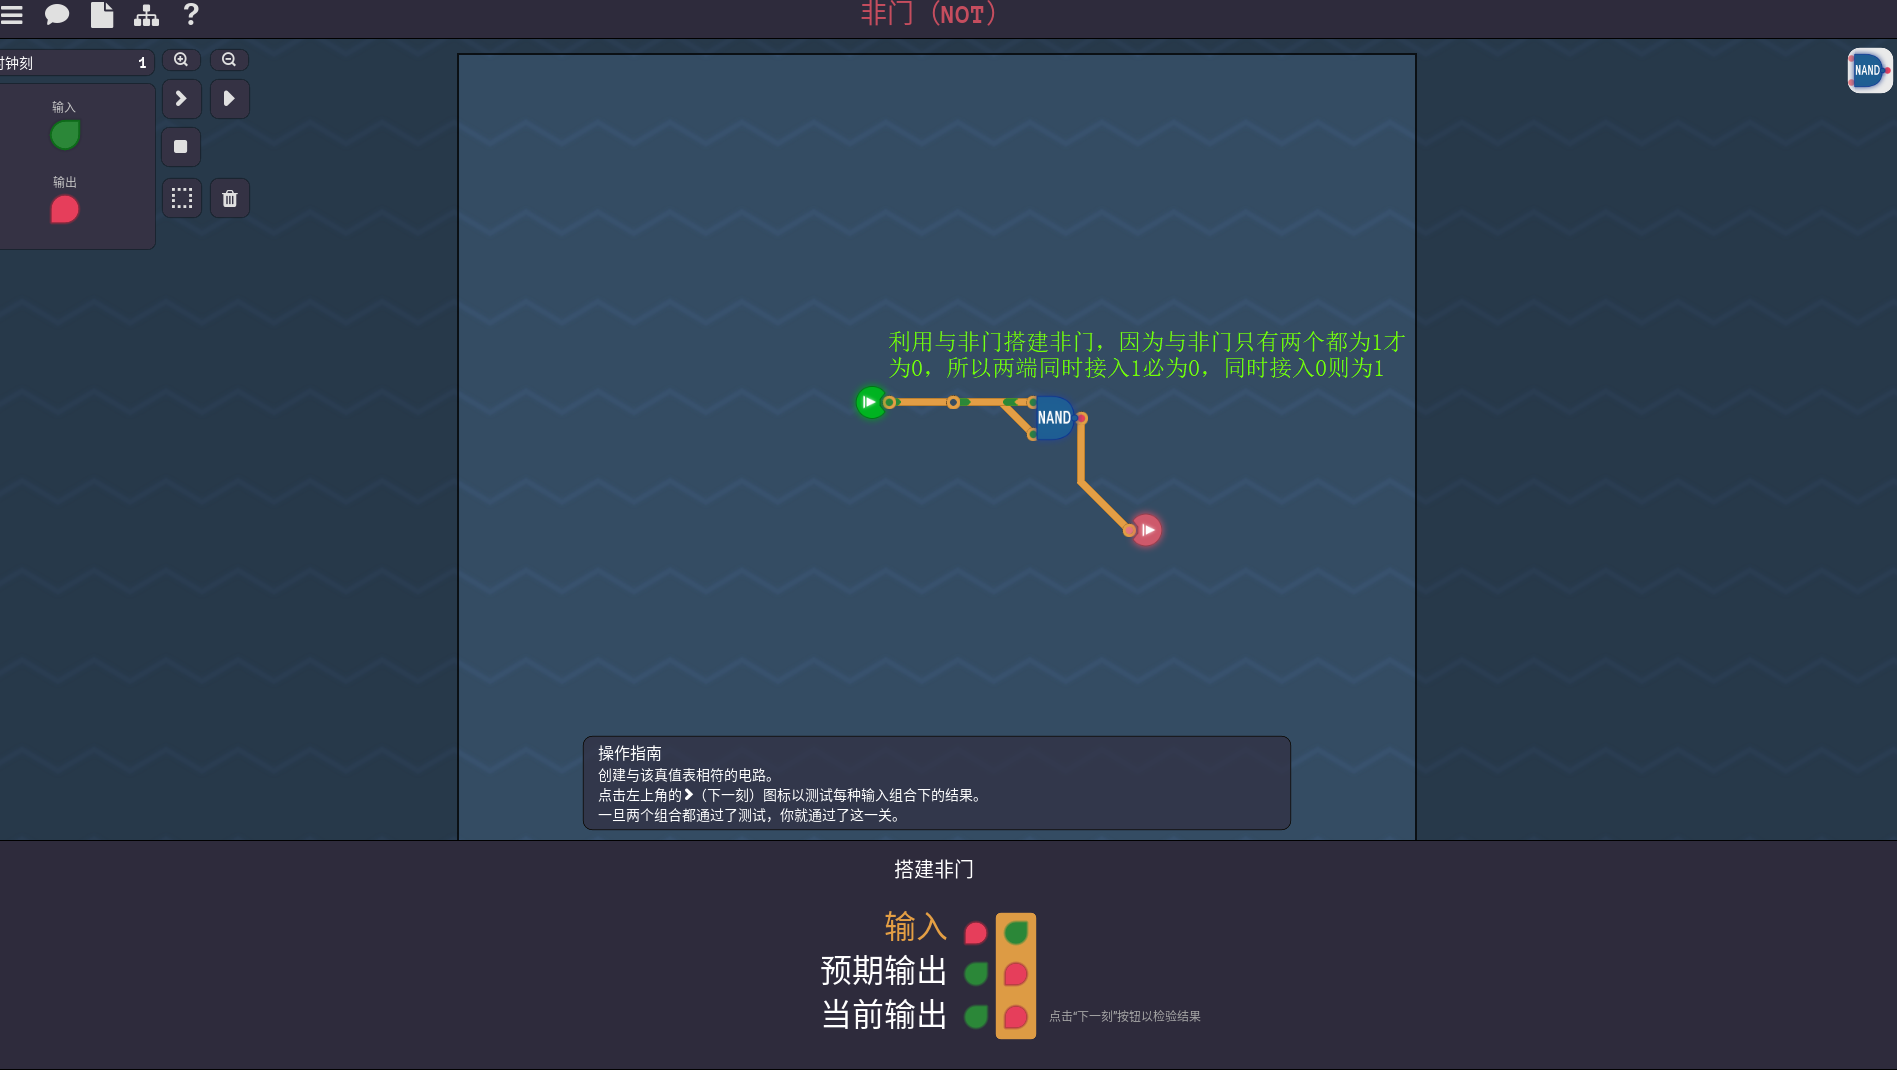 非门（NOT）
时钟刻 1
输入
输出
NAND
利用与非门搭建非门，因为与非门只有两个都为1才
为0，所以两端同时接入1必为0，同时接入0则为1
NAND
操作指南
创建与该真值表相符的电路。
点击左上角的（下一刻）图标以测试每种输入组合下的结果。
一旦两个组合都通过了测试，你就通过了这一关。
搭建非门
输入
预期输出
当前输出
点击“下一刻”按钮以检验结果